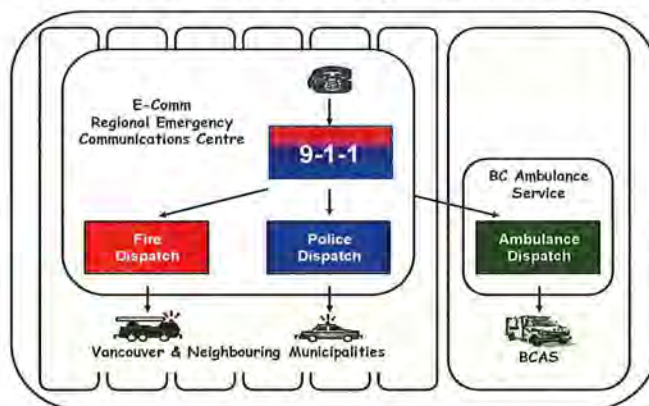 E-Comm
Regional Emergency
Communications Centre
9-1-1
BC Ambulance
Service
Fire
Dispatch
Police
Dispatch
Ambulance
Dispatch
Vancouver & Neighbouring Municipalities
BCAS